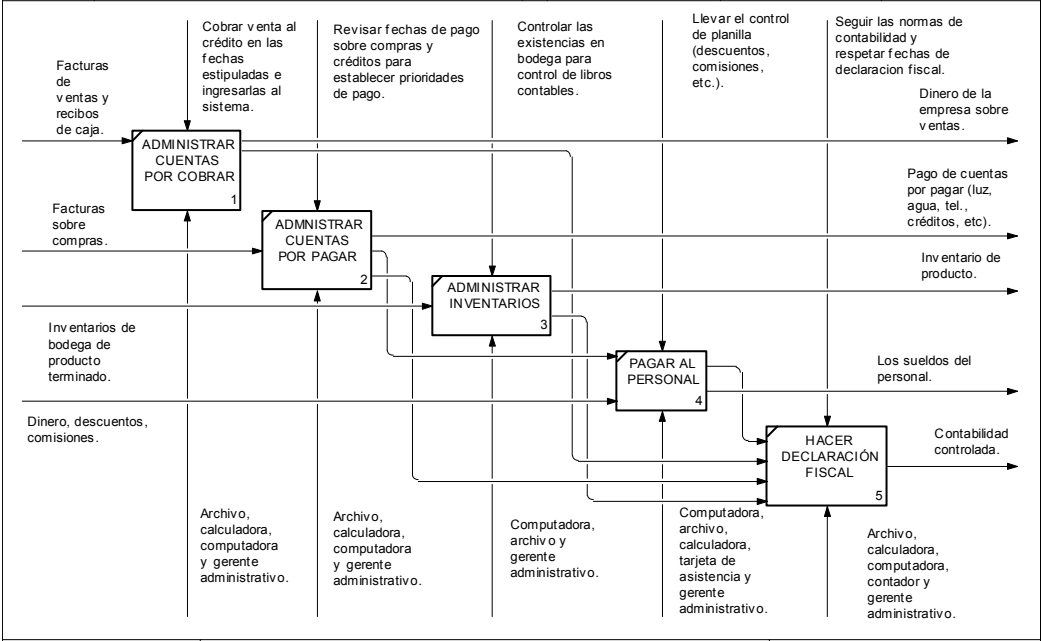 Cobrar venta al
crédito en las
fechas
estipuladas e
ingresarlas al
sistema.
Revisar fechas de pago
sobre compras y
créditos para
establecer prioridades
de pago.
Controlar las
existencias en
bodega para
control de libros
contables.
Llevar el control
de planilla
(descuentos,
comisiones,
etc.).
Seguir las normas de
contabilidad y
respetar fechas de
declaracion fiscal.
Facturas
de
ventas y
recibos
de caja.
Dinero de la
empresa sobre
ventas.
ADMINISTRAR
CUENTAS
POR COBRAR
1
Pago de cuentas
por pagar (luz,
agua, tel.,
créditos, etc).
Facturas
sobre
compras.
ADMNISTRAR
CUENTAS
POR PAGAR
2
Inventario de
producto.
ADMINISTRAR
INVENTARIOS
3
Inventarios de
bodega de
producto
terminado.
PAGAR AL
PERSONAL
4
Los sueldos del
personal.
Dinero, descuentos,
comisiones.
HACER
DECLARACIÓN
FISCAL
5
Contabilidad
controlada.
Archivo,
calculadora,
computadora
y gerente
administrativo.
Archivo,
calculadora,
computadora
y gerente
administrativo.
Computadora,
archivo y
gerente
administrativo.
Computadora,
archivo,
calculadora,
tarjeta de
asistencia y
gerente
administrativo.
Archivo,
calculadora,
computadora,
contador y
gerente
administrativo.